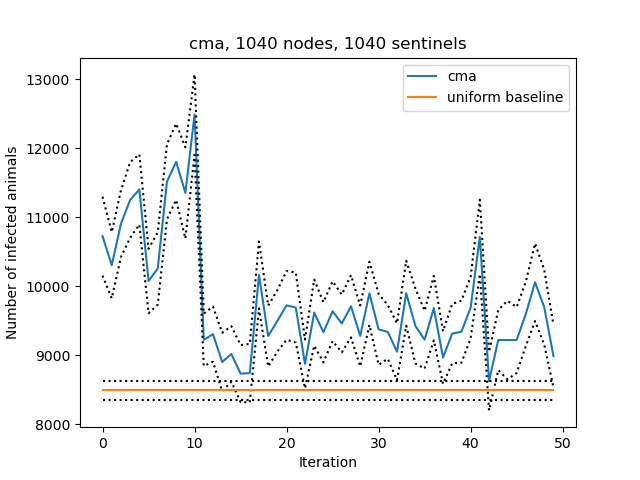 cma, 1040 nodes, 1040 sentinels
cma
uniform baseline
13000
12000
11000
10000
9000
8000
Number of infected animals
0 10 20 30 40 50
Iteration